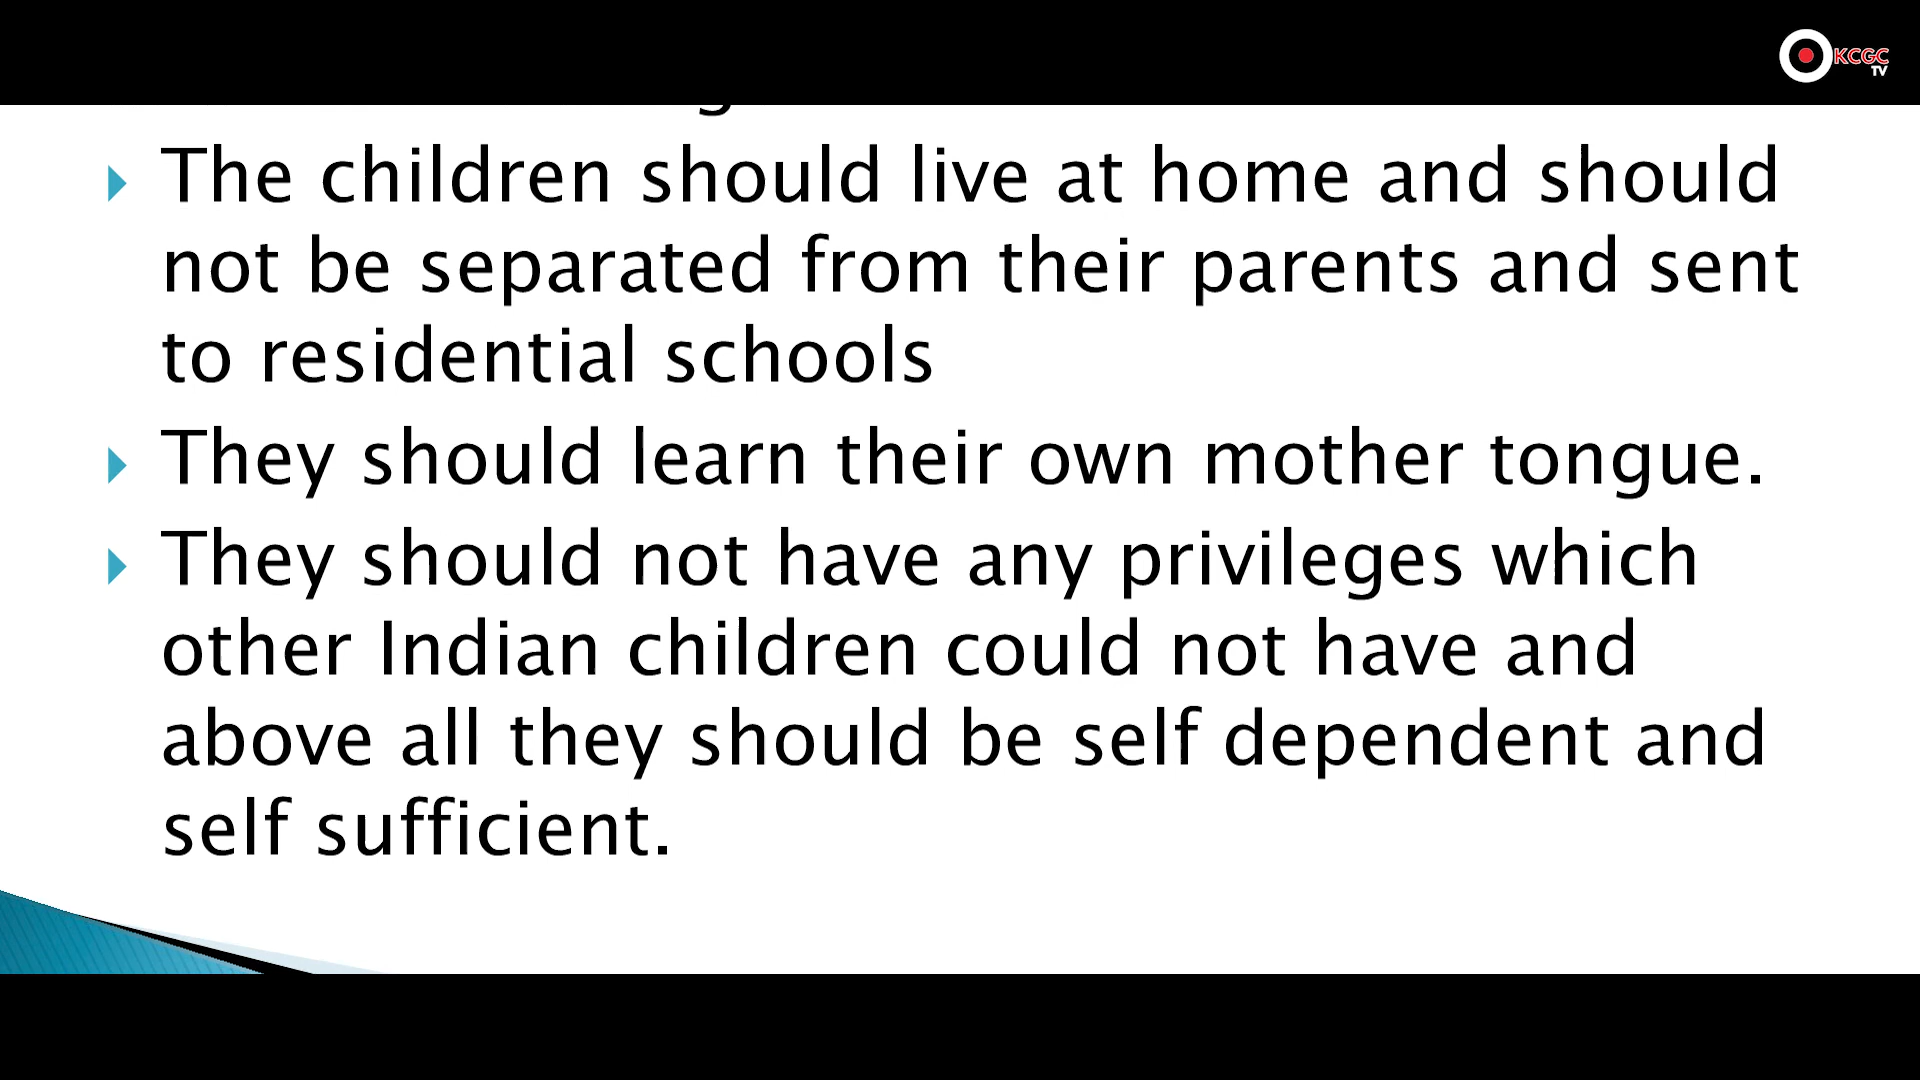 KCGC
TV
The children should live at home and should
not be separated from their parents and sent
to residential schools
They should learn their own mother tongue.
They should not have any privileges which
other Indian children could not have and
above all they should be self dependent and
self sufficient.